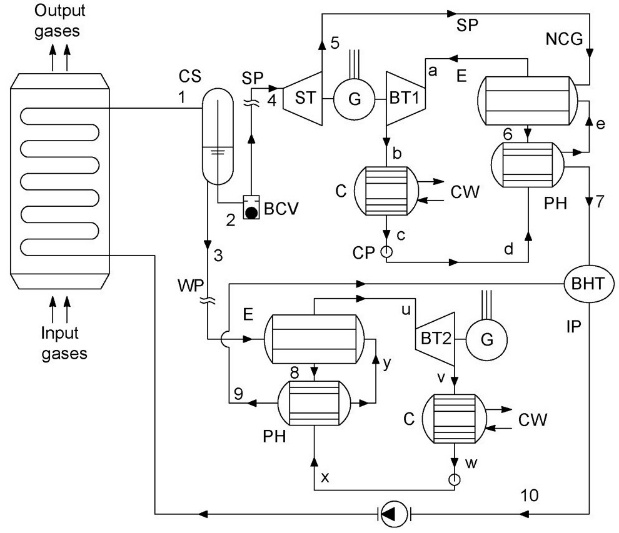 Output
gases
SP
NCG
CS
SP
5
a
E
1
4
ST
G
BT1
e
6
b
PH
C
CW
7
2
BCV
c
d
CP
3
BHT
WP
IP
E
u
BT2
G
Input
gases
8
y
v
9
C
CW
PH
w
x
10